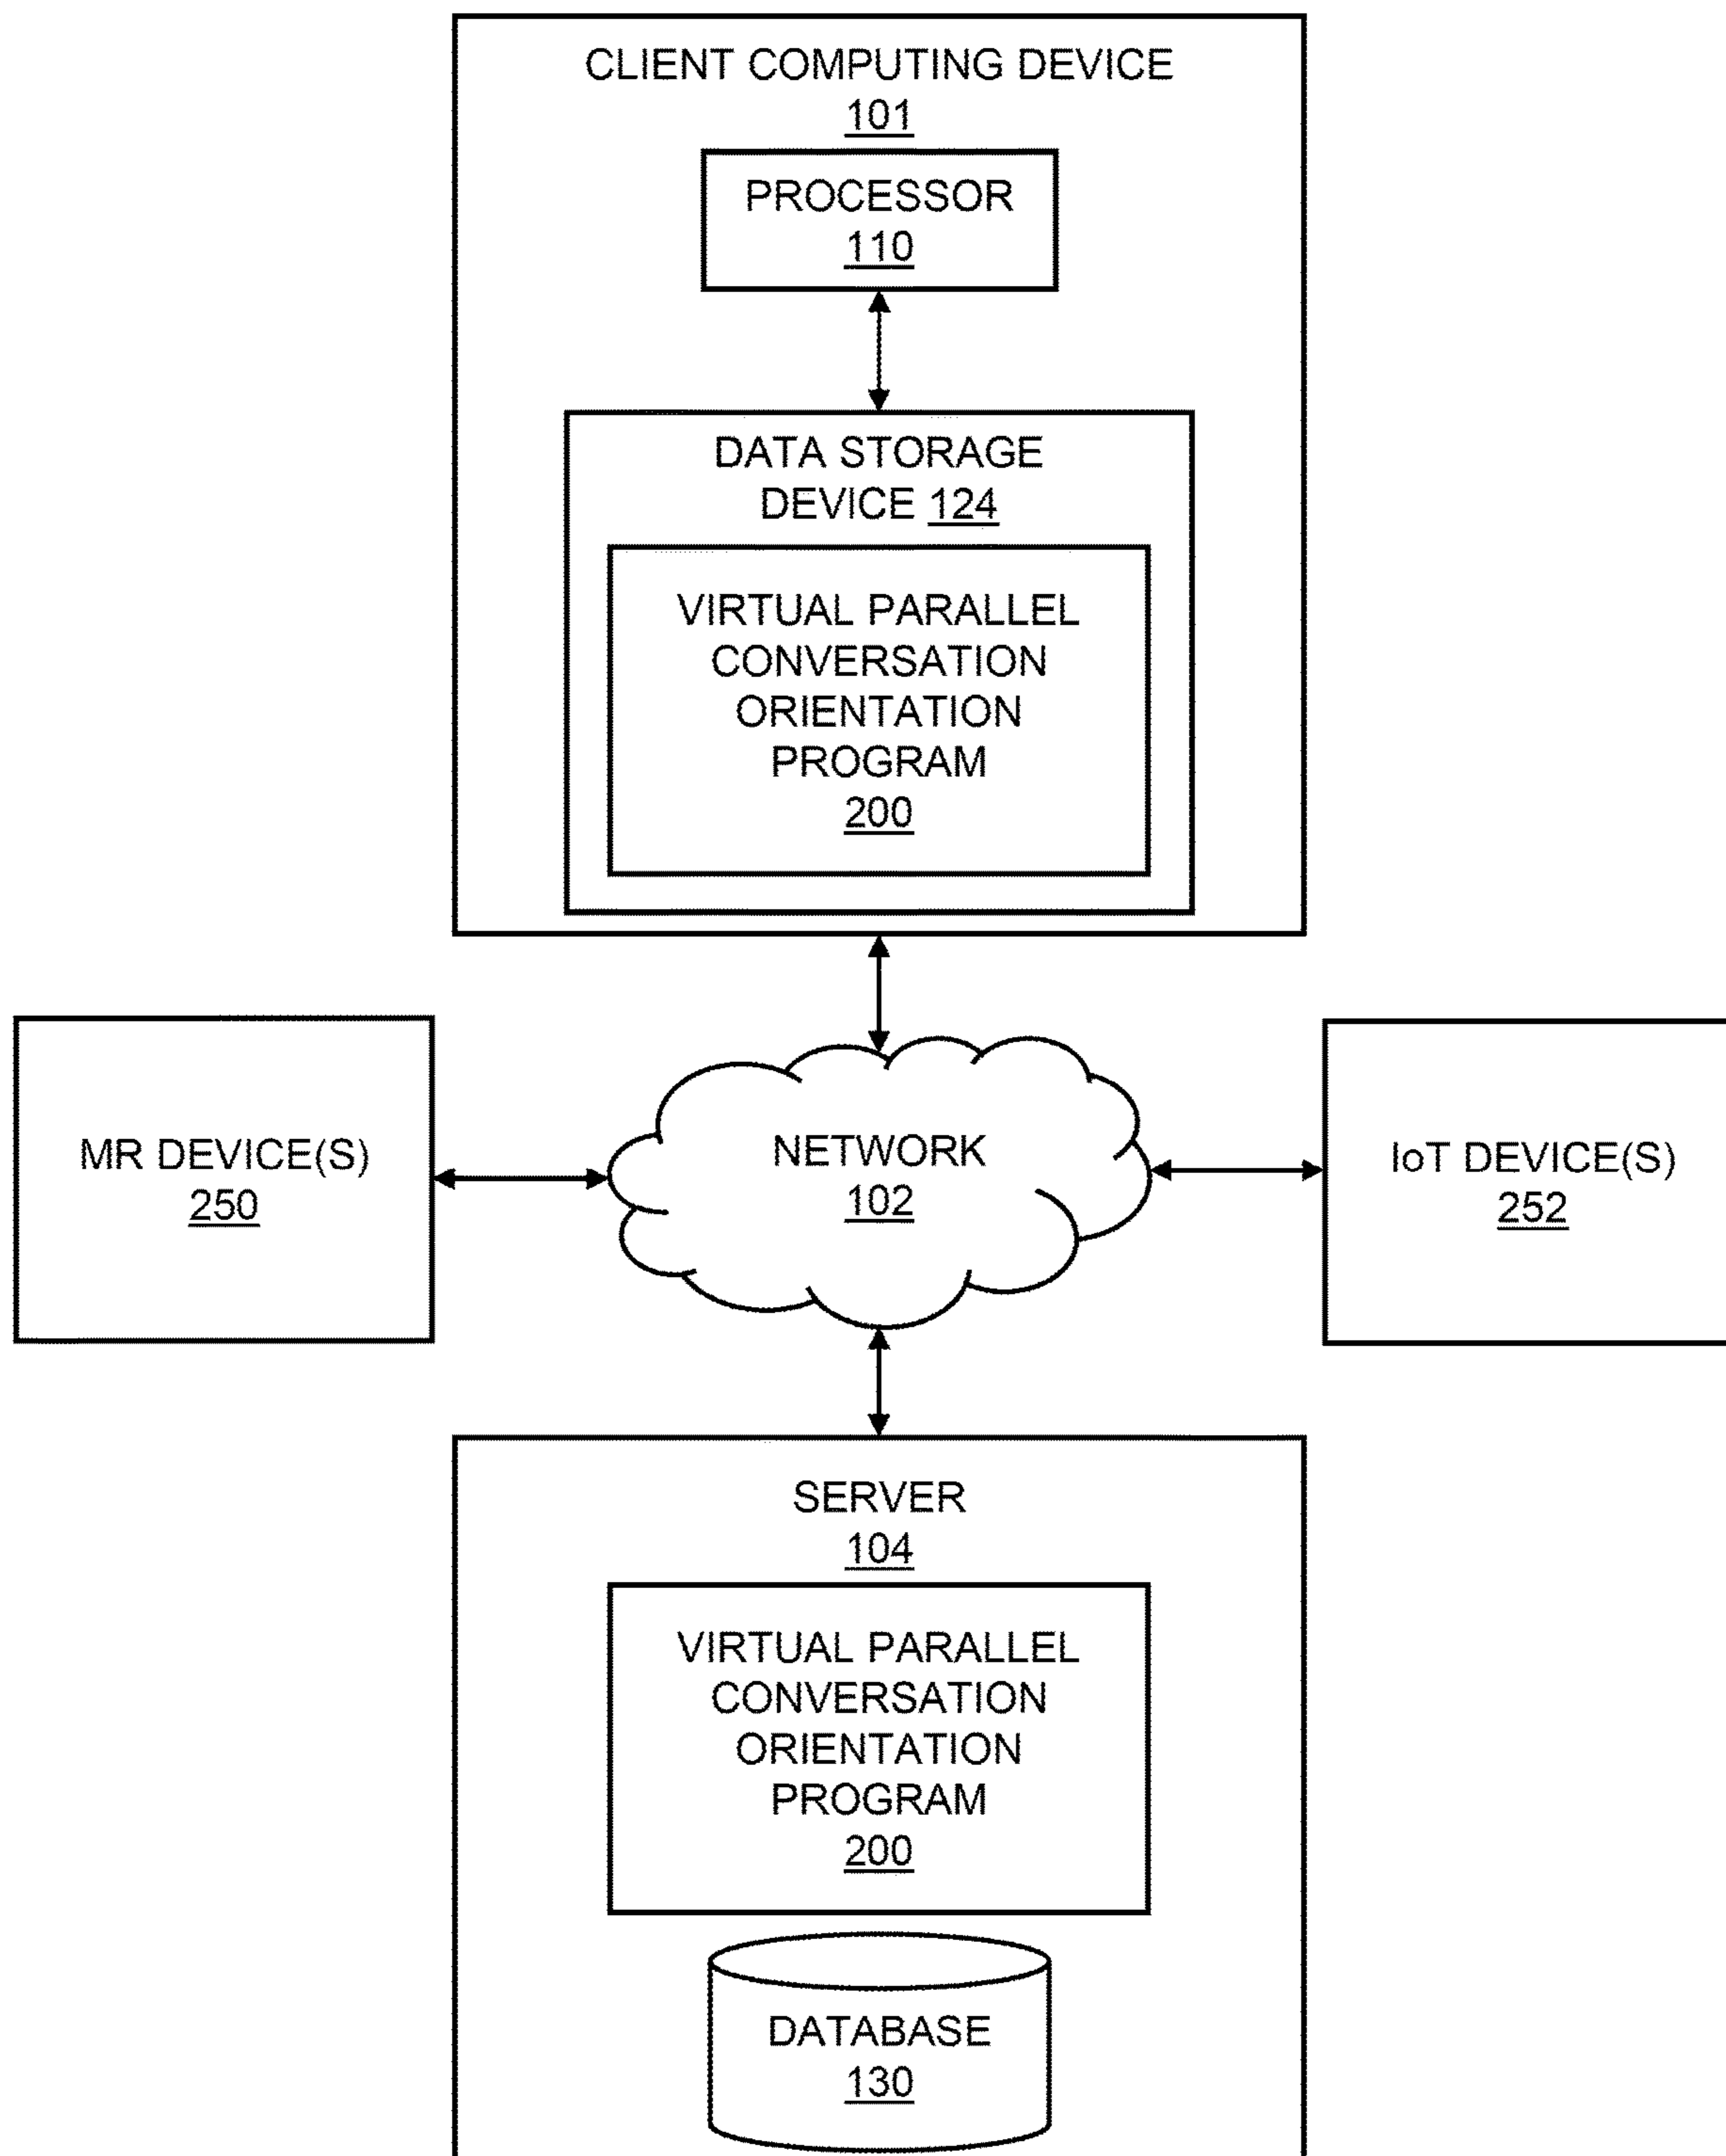 CLIENT COMPUTING DEVICE
101
PROCESSOR
110
DATA STORAGE
DEVICE 124
VIRTUAL PARALLEL
CONVERSATION
ORIENTATION
PROGRAM
200
MR DEVICE(S)
250
NETWORK
102
IoT DEVICE(S)
252
SERVER
104
VIRTUAL PARALLEL
CONVERSATION
ORIENTATION
PROGRAM
200
DATABASE
130